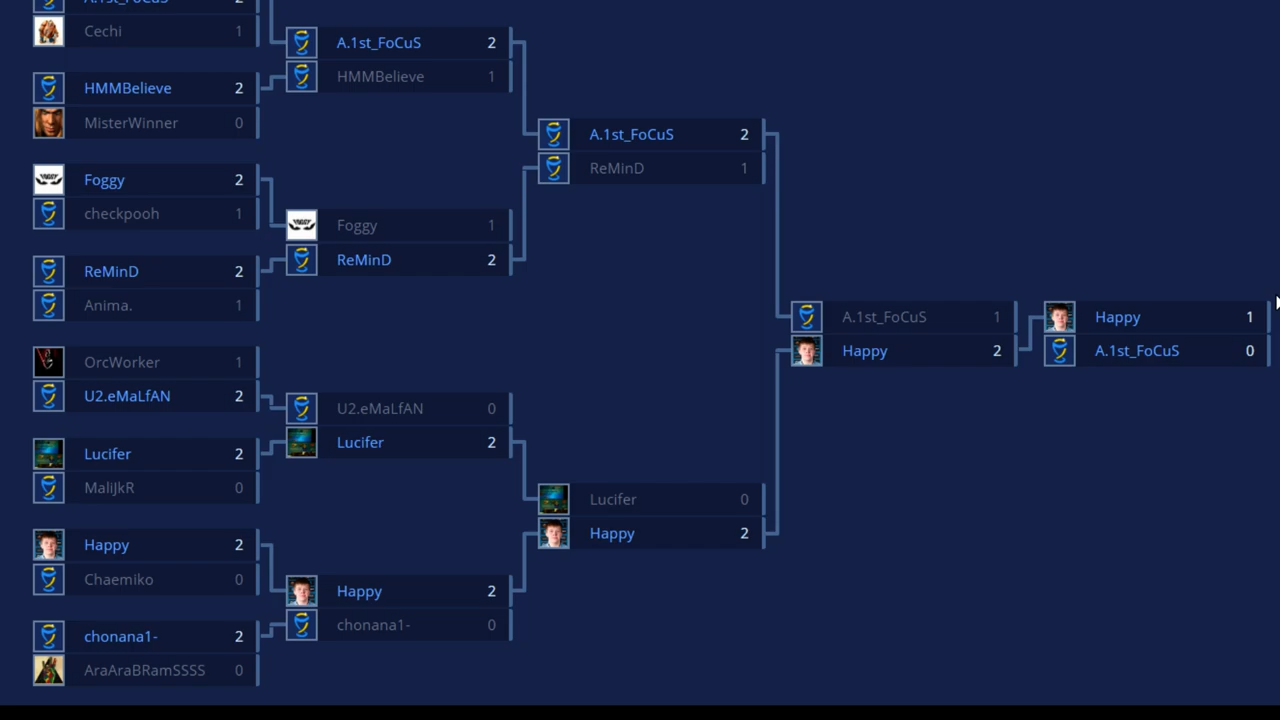 A.1st_FoCuS 2
Cechi 1
HMMBelieve 2
MisterWinner 0
Foggy 2
checkpooh 1
ReMinD 2
Anima. 1
OrcWorker 1
U2.eMaLfAN 2
Lucifer 2
MaliJkR 0
Happy 2
Chaemiko 0
chonana1- 2
AraAraBRamSSSS 0
A.1st_FoCuS 2
HMMBelieve 1
Foggy 1
ReMinD 2
U2.eMaLfAN 0
Lucifer 2
Happy 2
chonana1- 0
A.1st_FoCuS 2
ReMinD 1
Lucifer 0
Happy 2
A.1st_FoCuS 1
Happy 2
Happy 1
A.1st_FoCuS 0